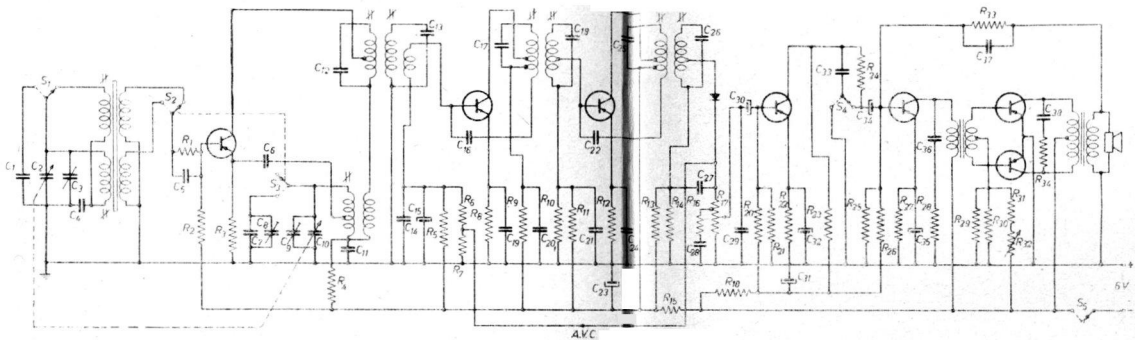 C12
C13
C17
C19
C26
R33
C37
S1
S2
R1
C5
C6
C16
C22
C30
C33
R24
S4
C35
C36
C38
R34
C1
C2
C3
C4
S3
C7
C8
C9
C10
C11
R2
R3
R4
C14
C15
R5
R6
R7
R8
R9
C19
R10
C20
R11
C21
R12
C24
C23
R13
R14
R16
C27
R17
C28
C29
R20
R21
R22
C32
R23
C31
R25
R26
R27
R28
C35
R29
R30
R31
R32
R15
R18
S5
+
6V
-
A.V.C.